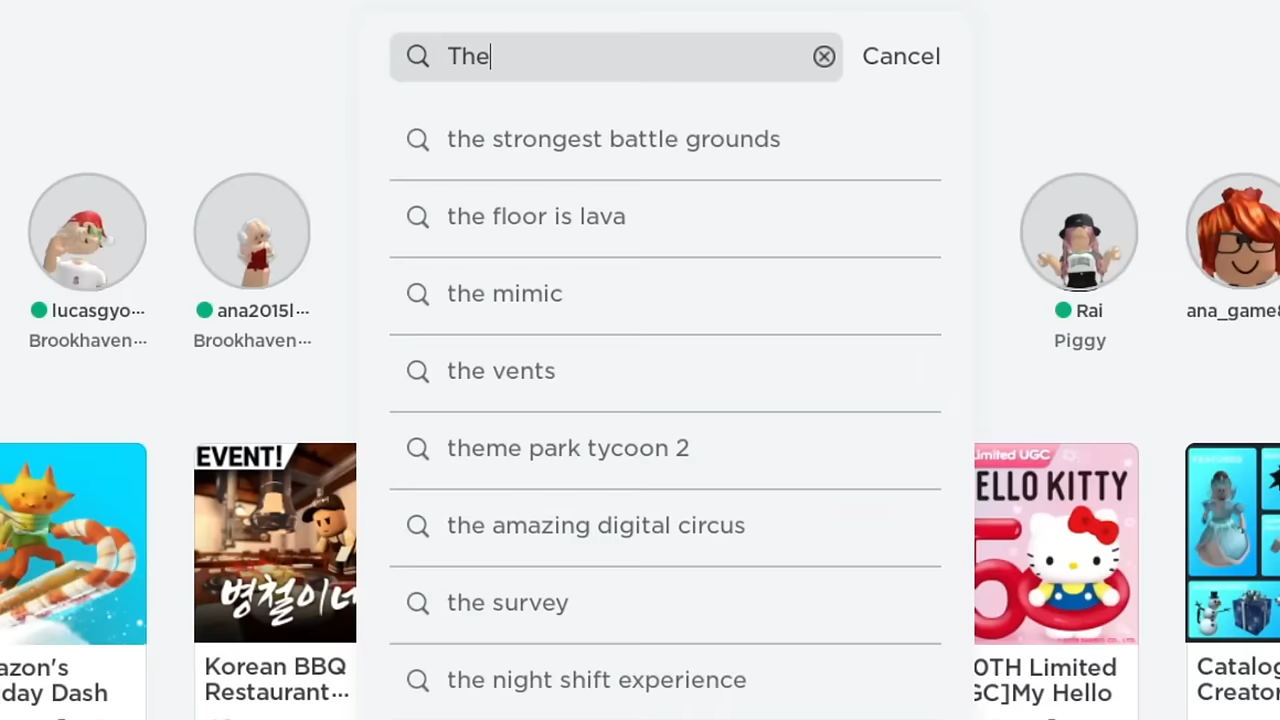 The
Cancel
the strongest battle grounds
the floor is lava
the mimic
the vents
theme park tycoon 2
the amazing digital circus
the survey
the night shift experience
lucasgyo...
Brookhaven...
ana2015l...
Brookhaven...
Rai
Piggy
ana_game
azon's
day Dash
EVENT!
병철이네
Korean BBQ
Restaurant...
Limited UGC
ELLO KITTY
0TH Limited
GC]My Hello
FEATURED
Catalog
Creator